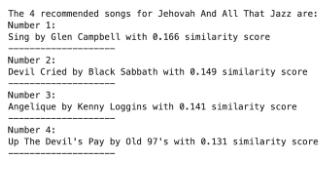 The 4 recommended songs for Jehovah And All That Jazz are:
Number 1:
Sing by Glen Campbell with 0.166 similarity score
--------------------
Number 2:
Devil Cried by Black Sabbath with 0.149 similarity score
--------------------
Number 3:
Angelique by Kenny Loggins with 0.141 similarity score
--------------------
Number 4:
Up The Devil's Pay by Old 97's with 0.131 similarity score
--------------------